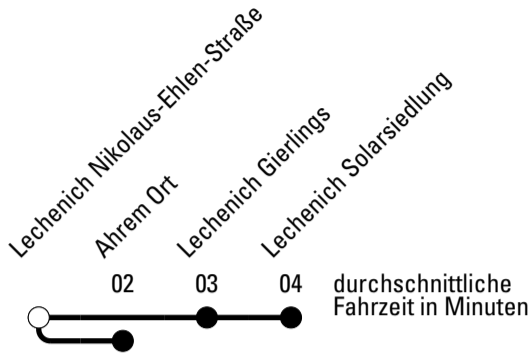 Lechenich Nikolaus-Ehlen-Straße
Ahrem Ort
Lechenich Gierlings
Lechenich Solarsiedlung
02 03 04 durchschnittliche
Fahrzeit in Minuten